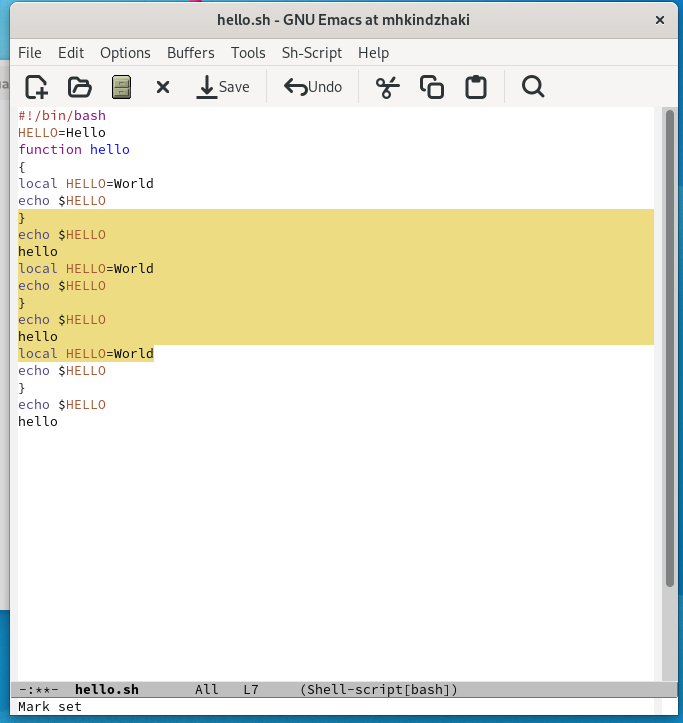 hello.sh - GNU Emacs at mhkindzhaki ×
File Edit Options Buffers Tools Sh-Script Help
Save Undo
#!/bin/bash
HELLO=Hello
function hello
{
local HELLO=World
echo $HELLO
}
echo $HELLO
hello
local HELLO=World
echo $HELLO
}
echo $HELLO
hello
local HELLO=World
echo $HELLO
}
echo $HELLO
hello
-:**- hello.sh All L7 (Shell-script[bash])
Mark set